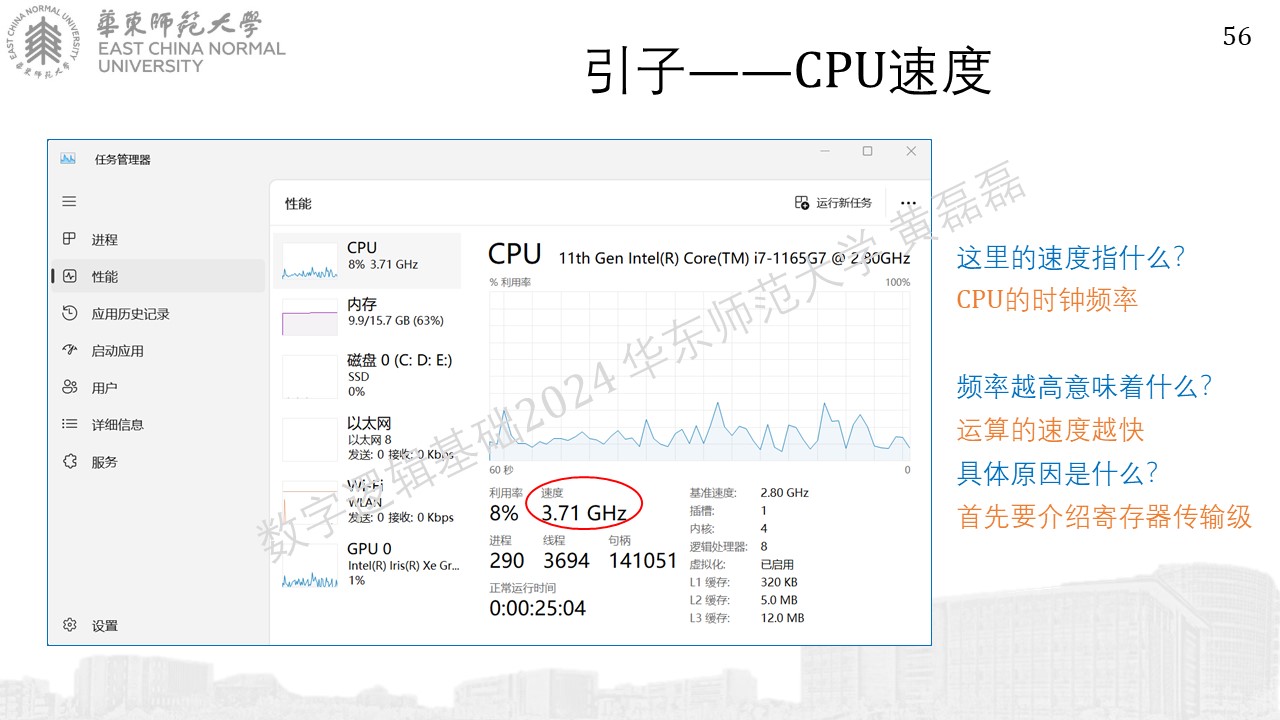 華東師範大學
EAST CHINA NORMAL
UNIVERSITY
EAST CHINA NORMAL UNIVERSITY
華東师范大学
56
引子——CPU速度
任务管理器
性能
运行新任务
进程
性能
应用历史记录
启动应用
用户
详细信息
服务
设置
CPU
8% 3.71 GHz
内存
9.9/15.7 GB (63%)
磁盘 0 (C: D: E:)
SSD
0%
以太网
以太网 8
发送: 0 接收: 0 Kbps
Wi-Fi
WLAN
发送: 0 接收: 0 Kbps
GPU 0
Intel(R) Iris(R) Xe Gr...
1%
CPU
11th Gen Intel(R) Core(TM) i7-1165G7 @ 2.80GHz
% 利用率
100%
60 秒
0
利用率
速度
8%
3.71 GHz
进程
线程
句柄
290
3694
141051
正常运行时间
0:00:25:04
基准速度: 2.80 GHz
插槽: 1
内核: 4
逻辑处理器: 8
虚拟化: 已启用
L1 缓存: 320 KB
L2 缓存: 5.0 MB
L3 缓存: 12.0 MB
这里的速度指什么?
CPU的时钟频率
频率越高意味着什么?
运算的速度越快
具体原因是什么?
首先要介绍寄存器传输级
数字逻辑基础2024 华东师范大学 黄磊磊